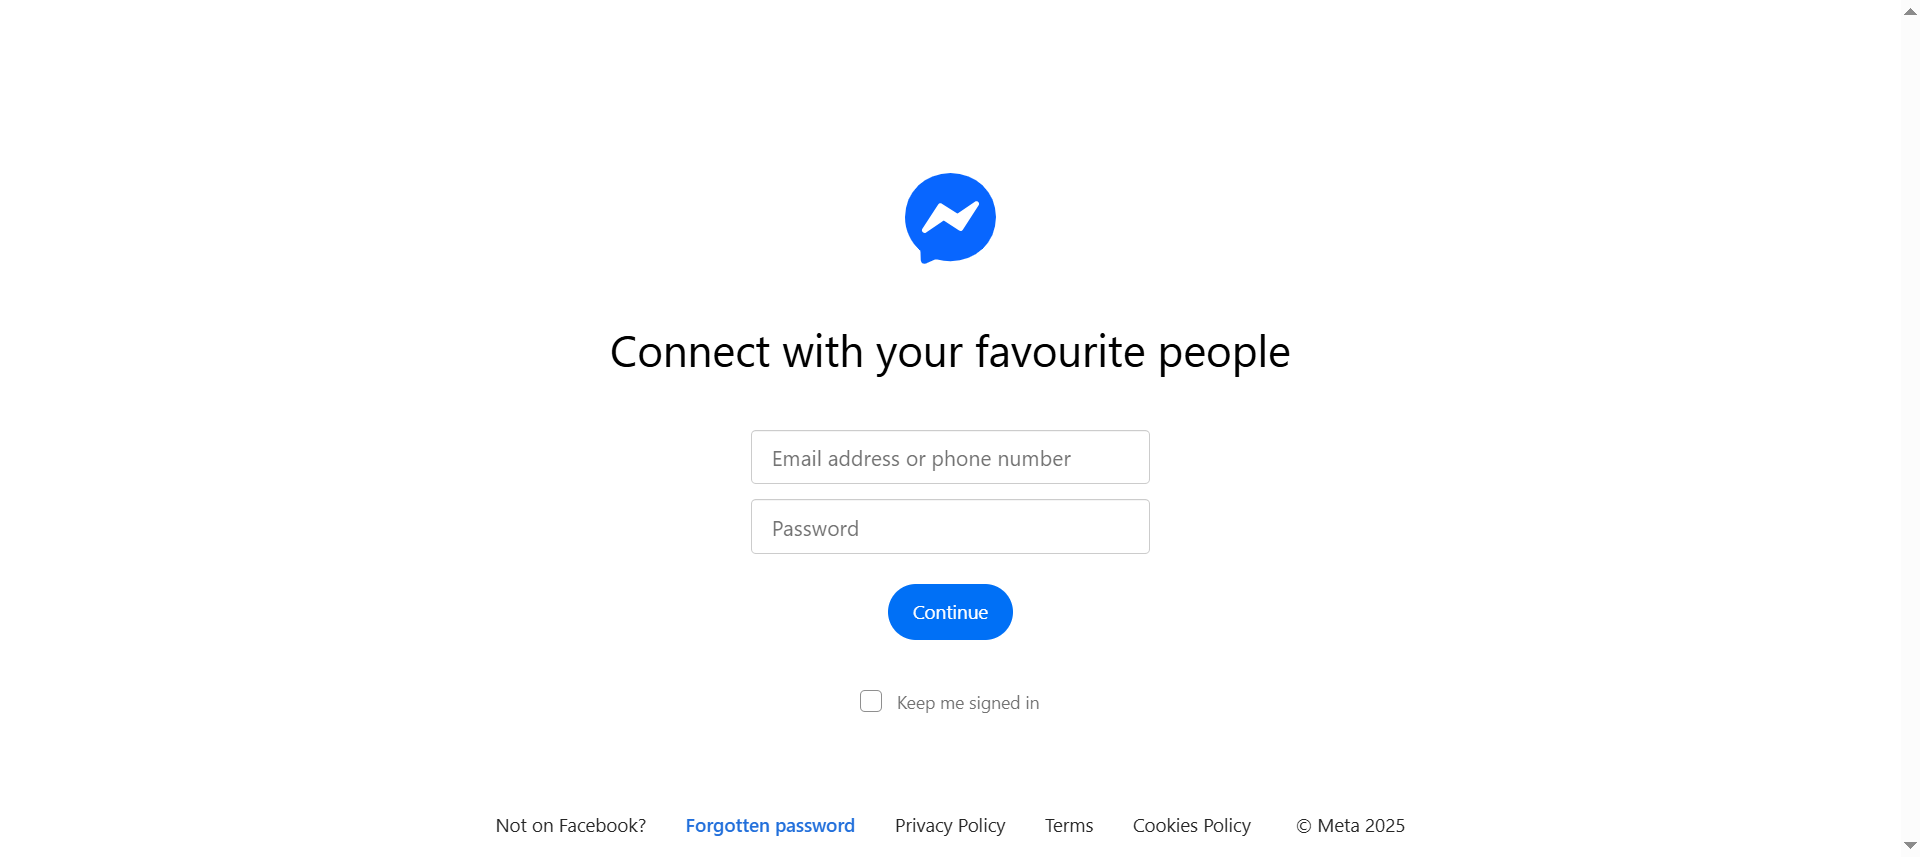 Connect with your favourite people
Email address or phone number
Password
Continue
Keep me signed in
Not on Facebook? Forgotten password Privacy Policy Terms Cookies Policy © Meta 2025